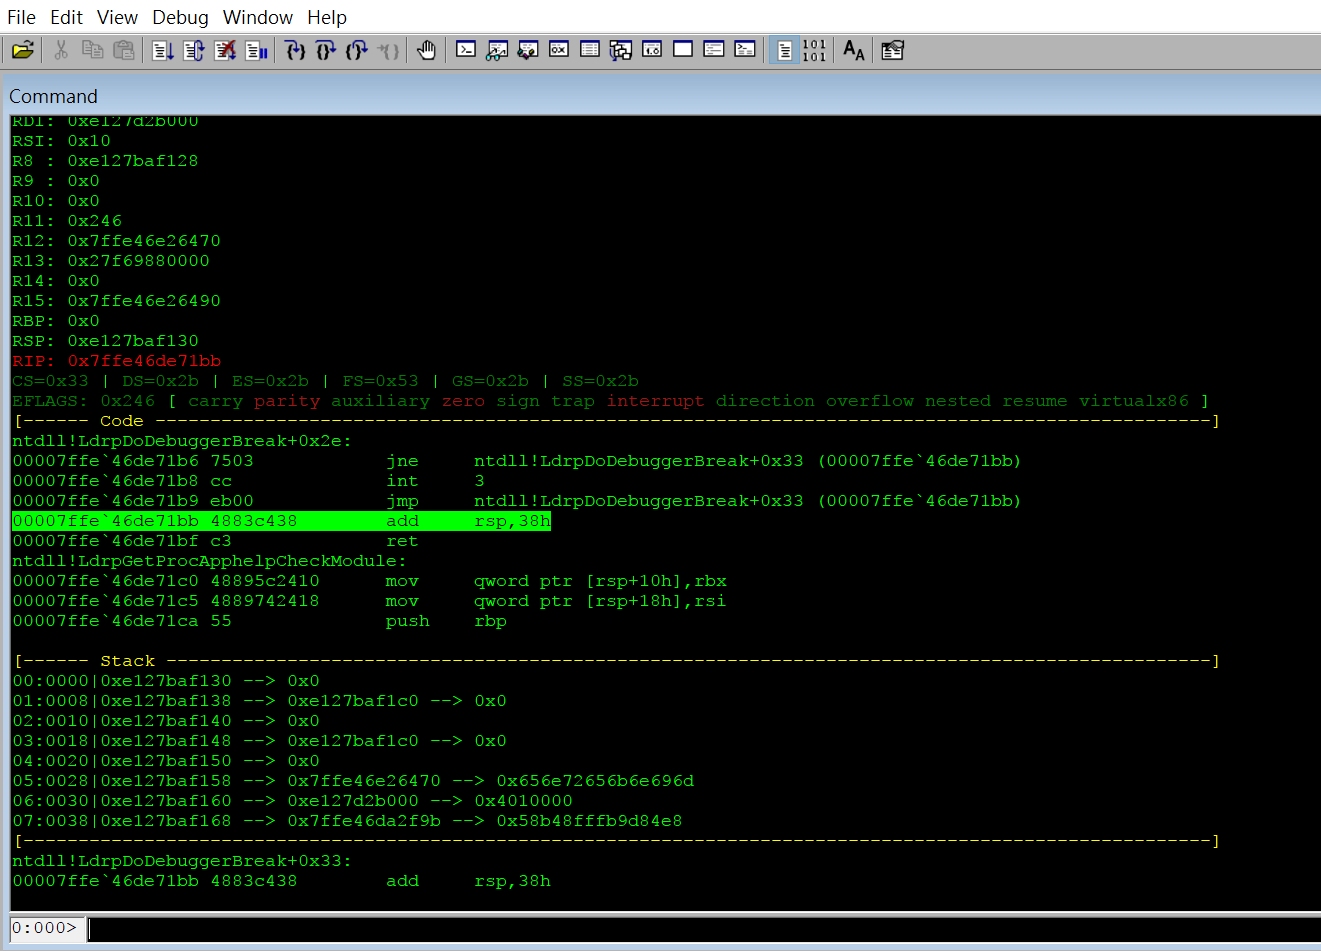 File Edit View Debug Window Help
101
101
AA
Command
RDI: 0xe127d2b000
RSI: 0x10
R8 : 0xe127baf128
R9 : 0x0
R10: 0x0
R11: 0x246
R12: 0x7ffe46e26470
R13: 0x27f69880000
R14: 0x0
R15: 0x7ffe46e26490
RBP: 0x0
RSP: 0xe127baf130
RIP: 0x7ffe46de71bb
CS=0x33 | DS=0x2b | ES=0x2b | FS=0x53 | GS=0x2b | SS=0x2b
EFLAGS: 0x246 [ carry parity auxiliary zero sign trap interrupt direction overflow nested resume virtualx86 ]
[------ Code ------------------------------------------------------------------------------------------------]
ntdll!LdrpDoDebuggerBreak+0x2e:
00007ffe`46de71b6 7503            jne     ntdll!LdrpDoDebuggerBreak+0x33 (00007ffe`46de71bb)
00007ffe`46de71b8 cc              int     3
00007ffe`46de71b9 eb00            jmp     ntdll!LdrpDoDebuggerBreak+0x33 (00007ffe`46de71bb)
00007ffe`46de71bb 4883c438        add     rsp,38h
00007ffe`46de71bf c3              ret
ntdll!LdrpGetProcApphelpCheckModule:
00007ffe`46de71c0 48895c2410      mov     qword ptr [rsp+10h],rbx
00007ffe`46de71c5 4889742418      mov     qword ptr [rsp+18h],rsi
00007ffe`46de71ca 55              push    rbp
[------ Stack -----------------------------------------------------------------------------------------------]
00:0000|0xe127baf130 --> 0x0
01:0008|0xe127baf138 --> 0xe127baf1c0 --> 0x0
02:0010|0xe127baf140 --> 0x0
03:0018|0xe127baf148 --> 0xe127baf1c0 --> 0x0
04:0020|0xe127baf150 --> 0x0
05:0028|0xe127baf158 --> 0x7ffe46e26470 --> 0x656e72656b6e696d
06:0030|0xe127baf160 --> 0xe127d2b000 --> 0x4010000
07:0038|0xe127baf168 --> 0x7ffe46da2f9b --> 0x58b48fffb9d84e8
[------------------------------------------------------------------------------------------------------------]
ntdll!LdrpDoDebuggerBreak+0x33:
00007ffe`46de71bb 4883c438        add     rsp,38h
0:000>